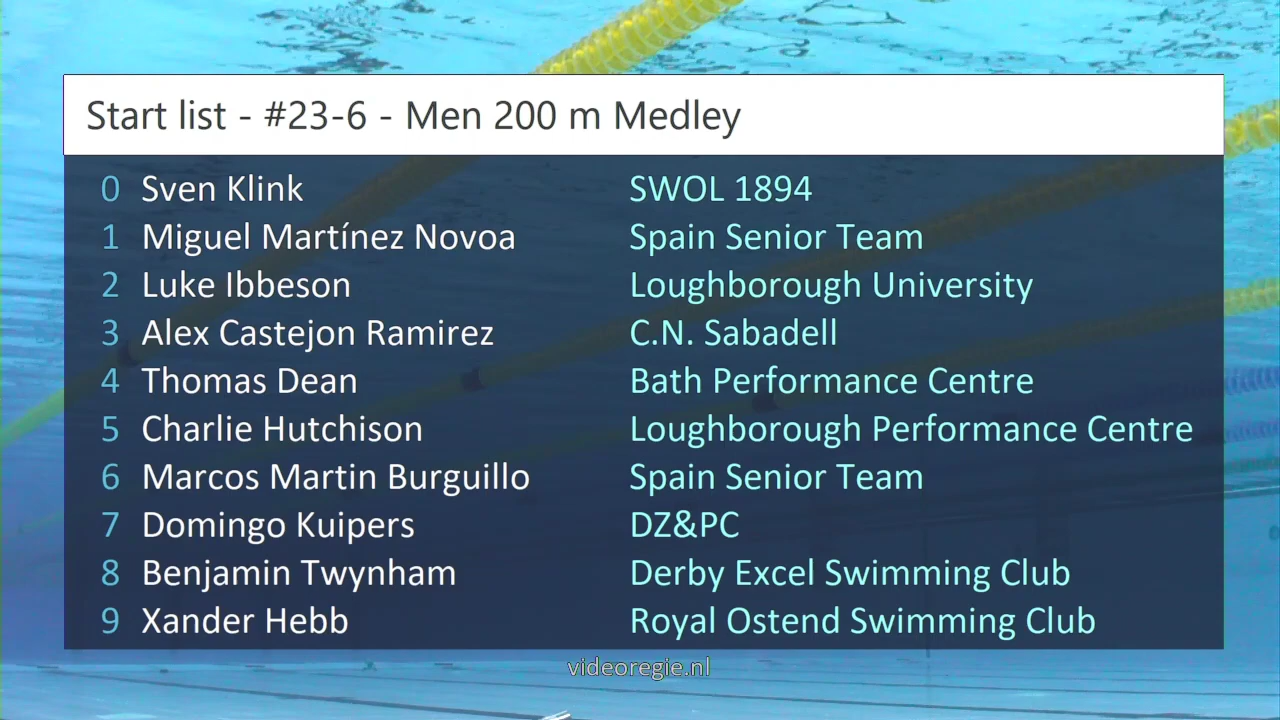 Start list - #23-6 - Men 200 m Medley
0 Sven Klink SWOL 1894
1 Miguel Martínez Novoa Spain Senior Team
2 Luke Ibbeson Loughborough University
3 Alex Castejon Ramirez C.N. Sabadell
4 Thomas Dean Bath Performance Centre
5 Charlie Hutchison Loughborough Performance Centre
6 Marcos Martin Burguillo Spain Senior Team
7 Domingo Kuipers DZ&PC
8 Benjamin Twynham Derby Excel Swimming Club
9 Xander Hebb Royal Ostend Swimming Club
videoregie.nl